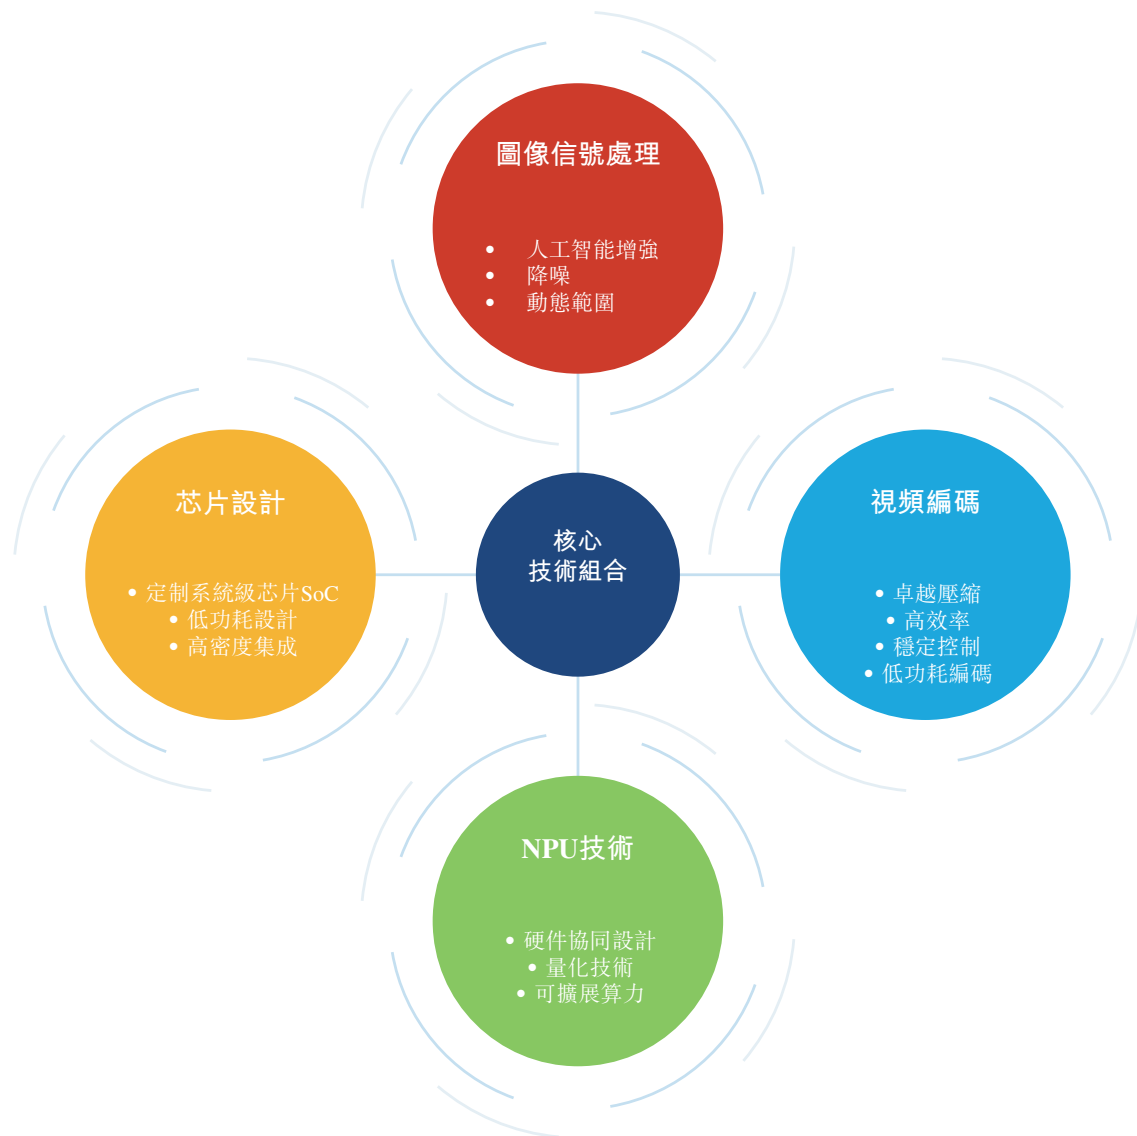 圖像信號處理
• 人工智能增強
• 降噪
• 動態範圍
芯片設計
• 定制系統級芯片SoC
• 低功耗設計
• 高密度集成
核心
技術組合
視頻編碼
• 卓越壓縮
• 高效率
• 穩定控制
• 低功耗編碼
NPU技術
• 硬件協同設計
• 量化技術
• 可擴展算力